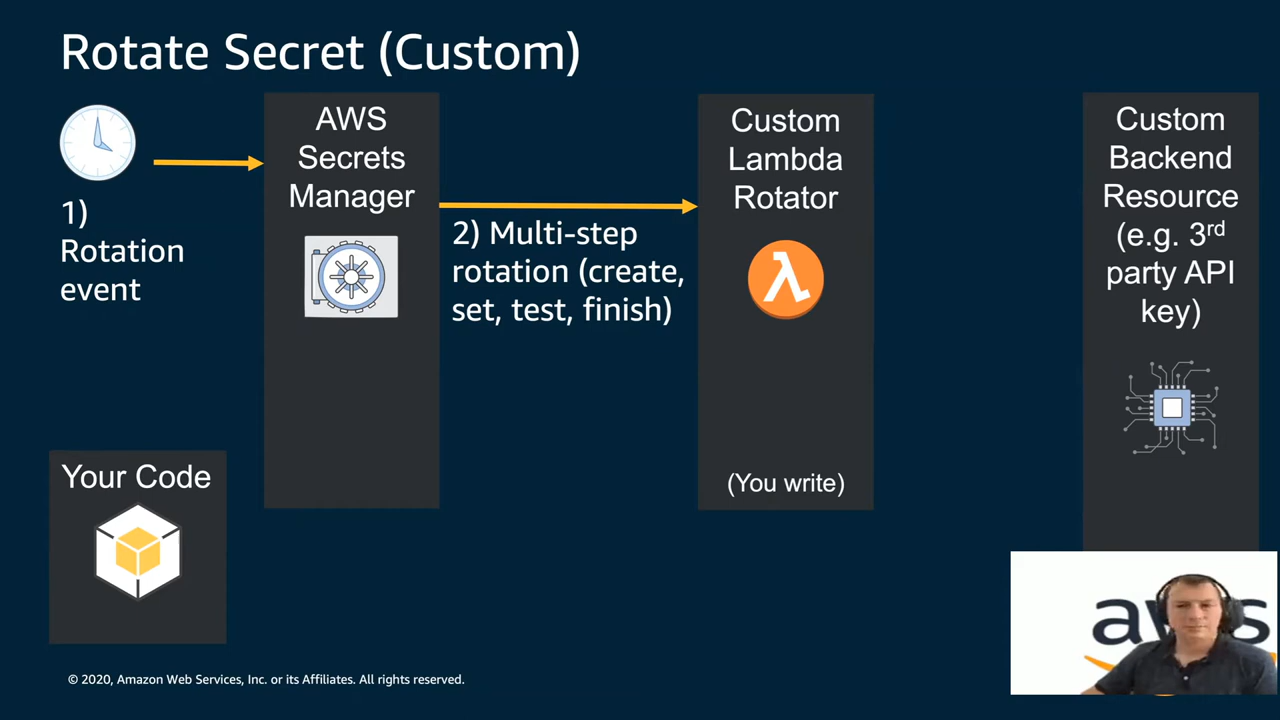 Rotate Secret (Custom)
1)
Rotation
event
AWS
Secrets
Manager
2) Multi-step
rotation (create,
set, test, finish)
Custom
Lambda
Rotator
(You write)
Custom
Backend
Resource
(e.g. 3rd
party API
key)
Your Code
aws
© 2020, Amazon Web Services, Inc. or its Affiliates. All rights reserved.